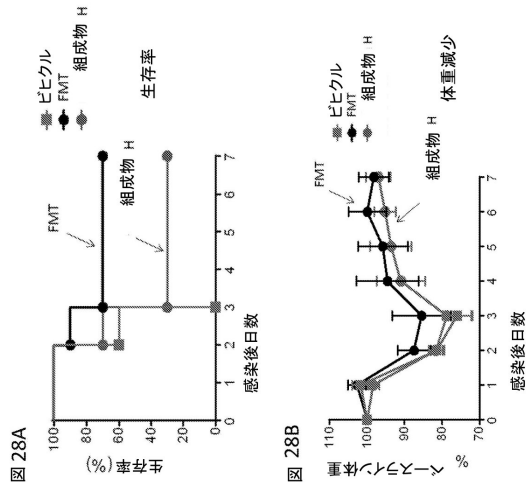 図 28A
生存率(%)
100
80
60
40
20
0
0 1 2 3 4 5 6 7
感染後日数
FMT
組成物 H
ビヒクル
FMT
組成物 H
生存率
図 28B
% ベースライン体重
110
100
90
80
70
0 1 2 3 4 5 6 7
感染後日数
FMT
組成物 H
ビヒクル
FMT
組成物 H
体重減少